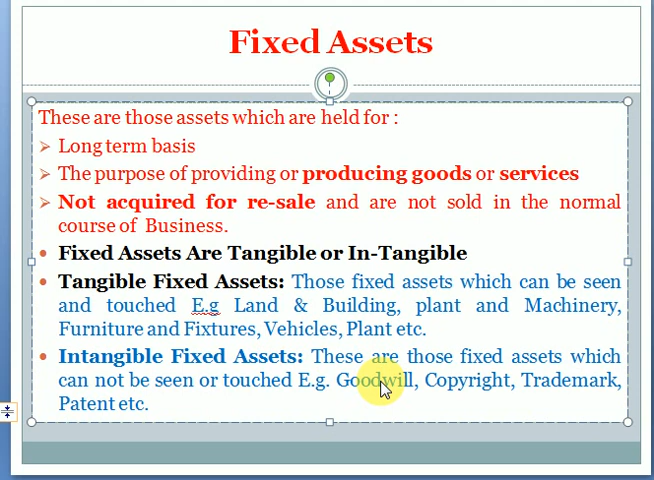 Fixed Assets
These are those assets which are held for :
➢ Long term basis
➢ The purpose of providing or producing goods or services
➢ Not acquired for re-sale and are not sold in the normal
course of Business.
• Fixed Assets Are Tangible or In-Tangible
• Tangible Fixed Assets: Those fixed assets which can be seen
and touched E.g Land & Building, plant and Machinery,
Furniture and Fixtures, Vehicles, Plant etc.
• Intangible Fixed Assets: These are those fixed assets which
can not be seen or touched E.g. Goodwill, Copyright, Trademark,
Patent etc.